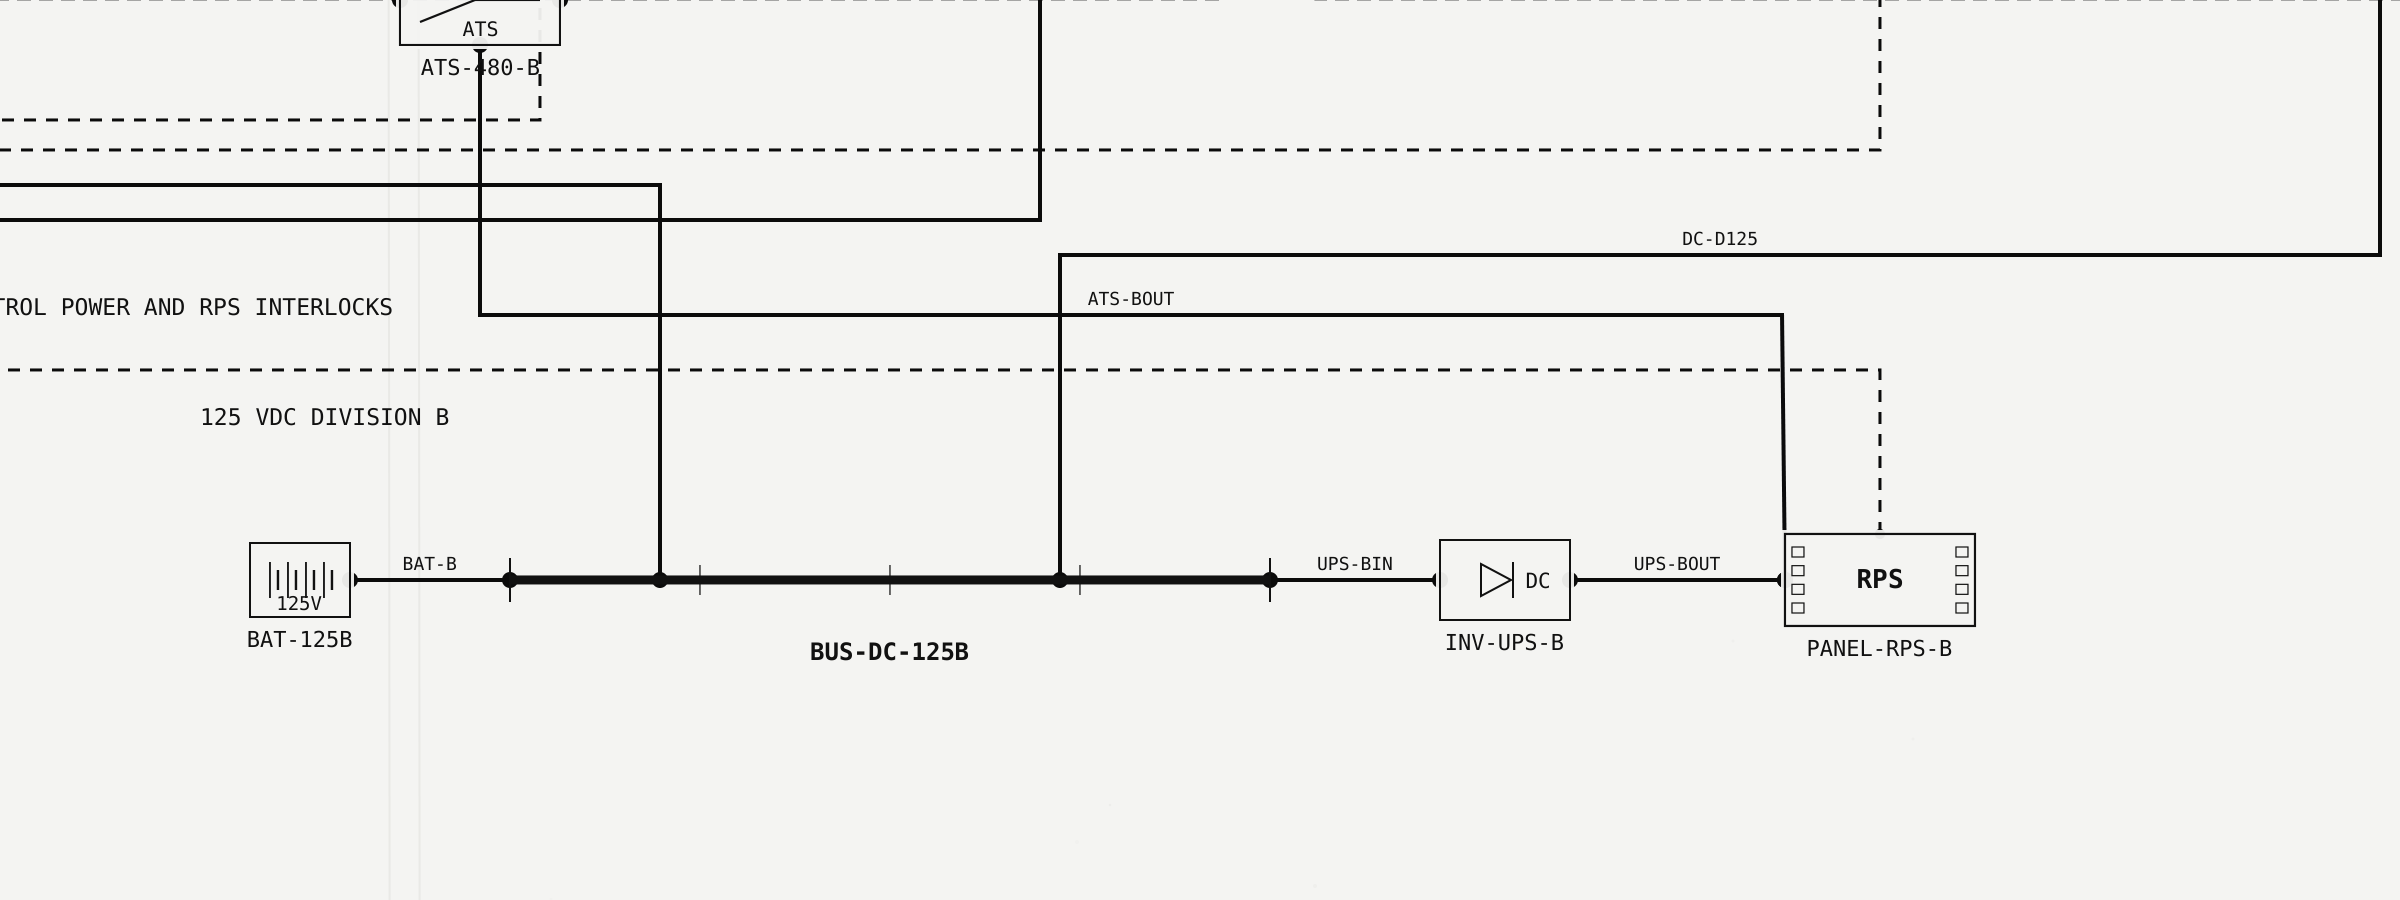 ATS
ATS-480-B
DC-D125
ATS-BOUT
TROL POWER AND RPS INTERLOCKS
125 VDC DIVISION B
BAT-B
UPS-BIN
UPS-BOUT
DC
RPS
125V
BAT-125B
BUS-DC-125B
INV-UPS-B
PANEL-RPS-B